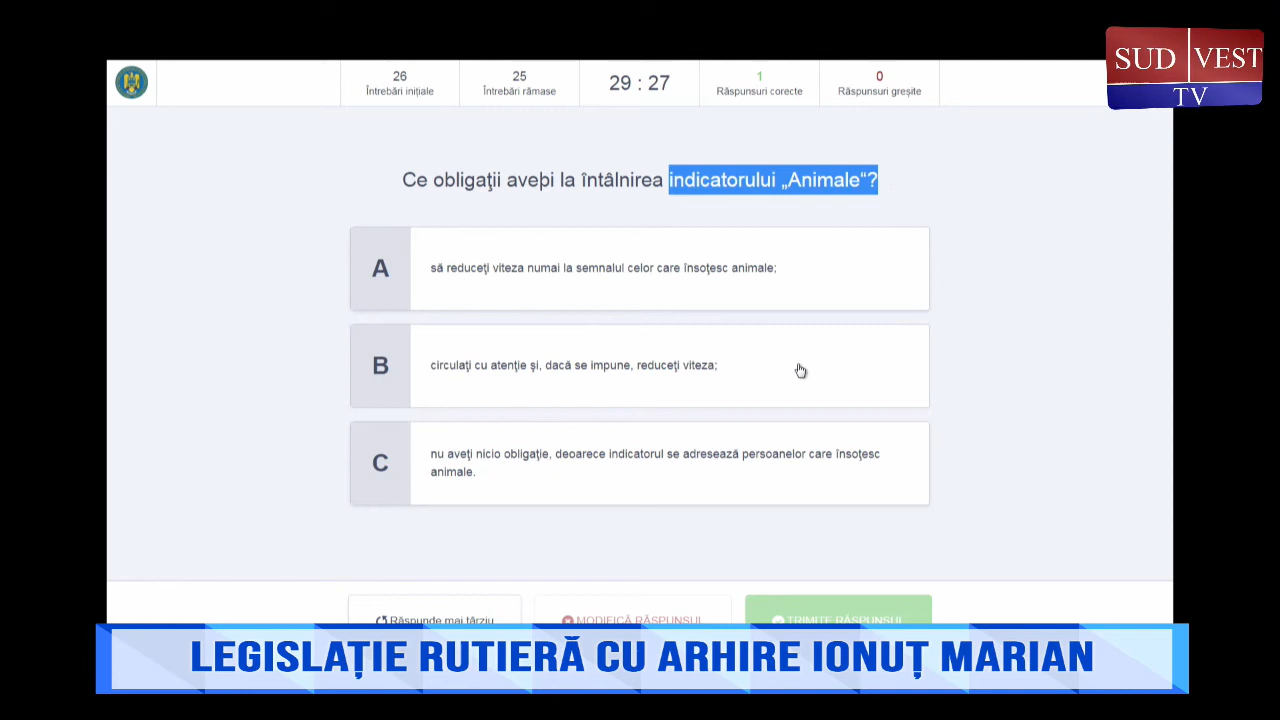 SUD VEST
TV
26
Întrebări inițiale
25
Întrebări rămase
29 : 27
1
Răspunsuri corecte
0
Răspunsuri greșite
Ce obligaţii aveþi la întâlnirea indicatorului „Animale“?
A
să reduceţi viteza numai la semnalul celor care însoţesc animale;
B
circulaţi cu atenţie şi, dacă se impune, reduceţi viteza;
C
nu aveţi nicio obligaţie, deoarece indicatorul se adresează persoanelor care însoţesc
animale.
Răspunde mai târziu
MODIFICĂ RĂSPUNSUL
TRIMITE RĂSPUNSUL
LEGISLAȚIE RUTIERĂ CU ARHIRE IONUȚ MARIAN